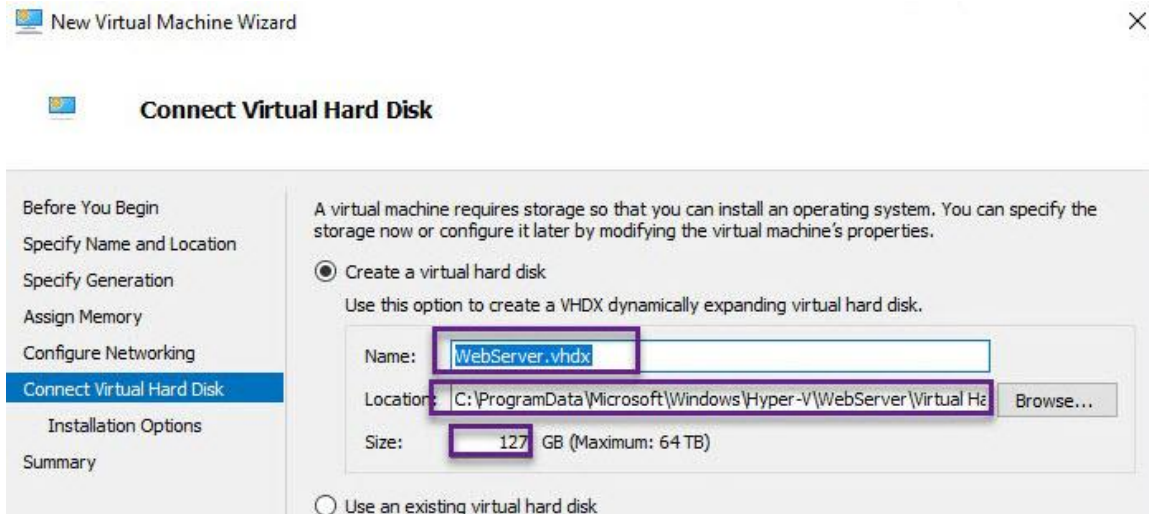 New Virtual Machine Wizard
Connect Virtual Hard Disk
Before You Begin
Specify Name and Location
Specify Generation
Assign Memory
Configure Networking
Connect Virtual Hard Disk
Installation Options
Summary
A virtual machine requires storage so that you can install an operating system. You can specify the
storage now or configure it later by modifying the virtual machine's properties.
Create a virtual hard disk
Use this option to create a VHDX dynamically expanding virtual hard disk.
Name: WebServer.vhdx
Location: C:\ProgramData\Microsoft\Windows\Hyper-V\WebServer\Virtual Ha Browse...
Size: 127 GB (Maximum: 64 TB)
Use an existing virtual hard disk